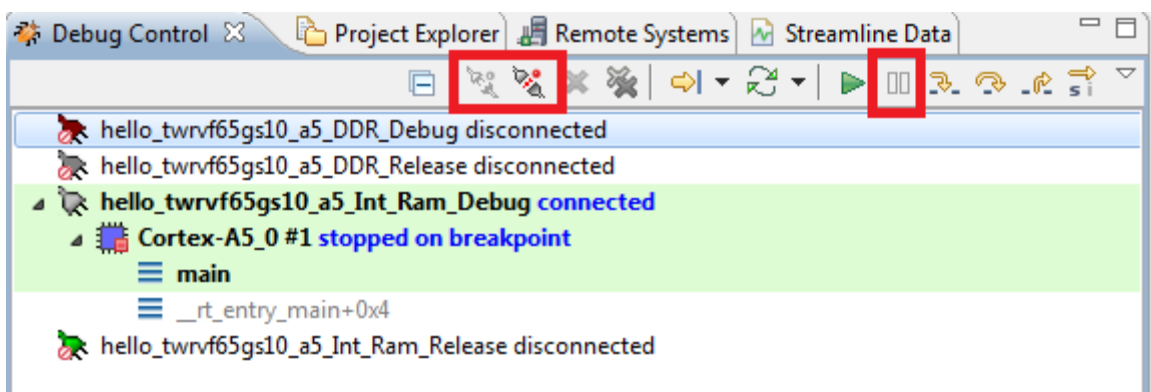 Debug Control Project Explorer Remote Systems Streamline Data
s i
hello_twrvf65gs10_a5_DDR_Debug disconnected
hello_twrvf65gs10_a5_DDR_Release disconnected
hello_twrvf65gs10_a5_Int_Ram_Debug connected
Cortex-A5_0 #1 stopped on breakpoint
main
__rt_entry_main+0x4
hello_twrvf65gs10_a5_Int_Ram_Release disconnected